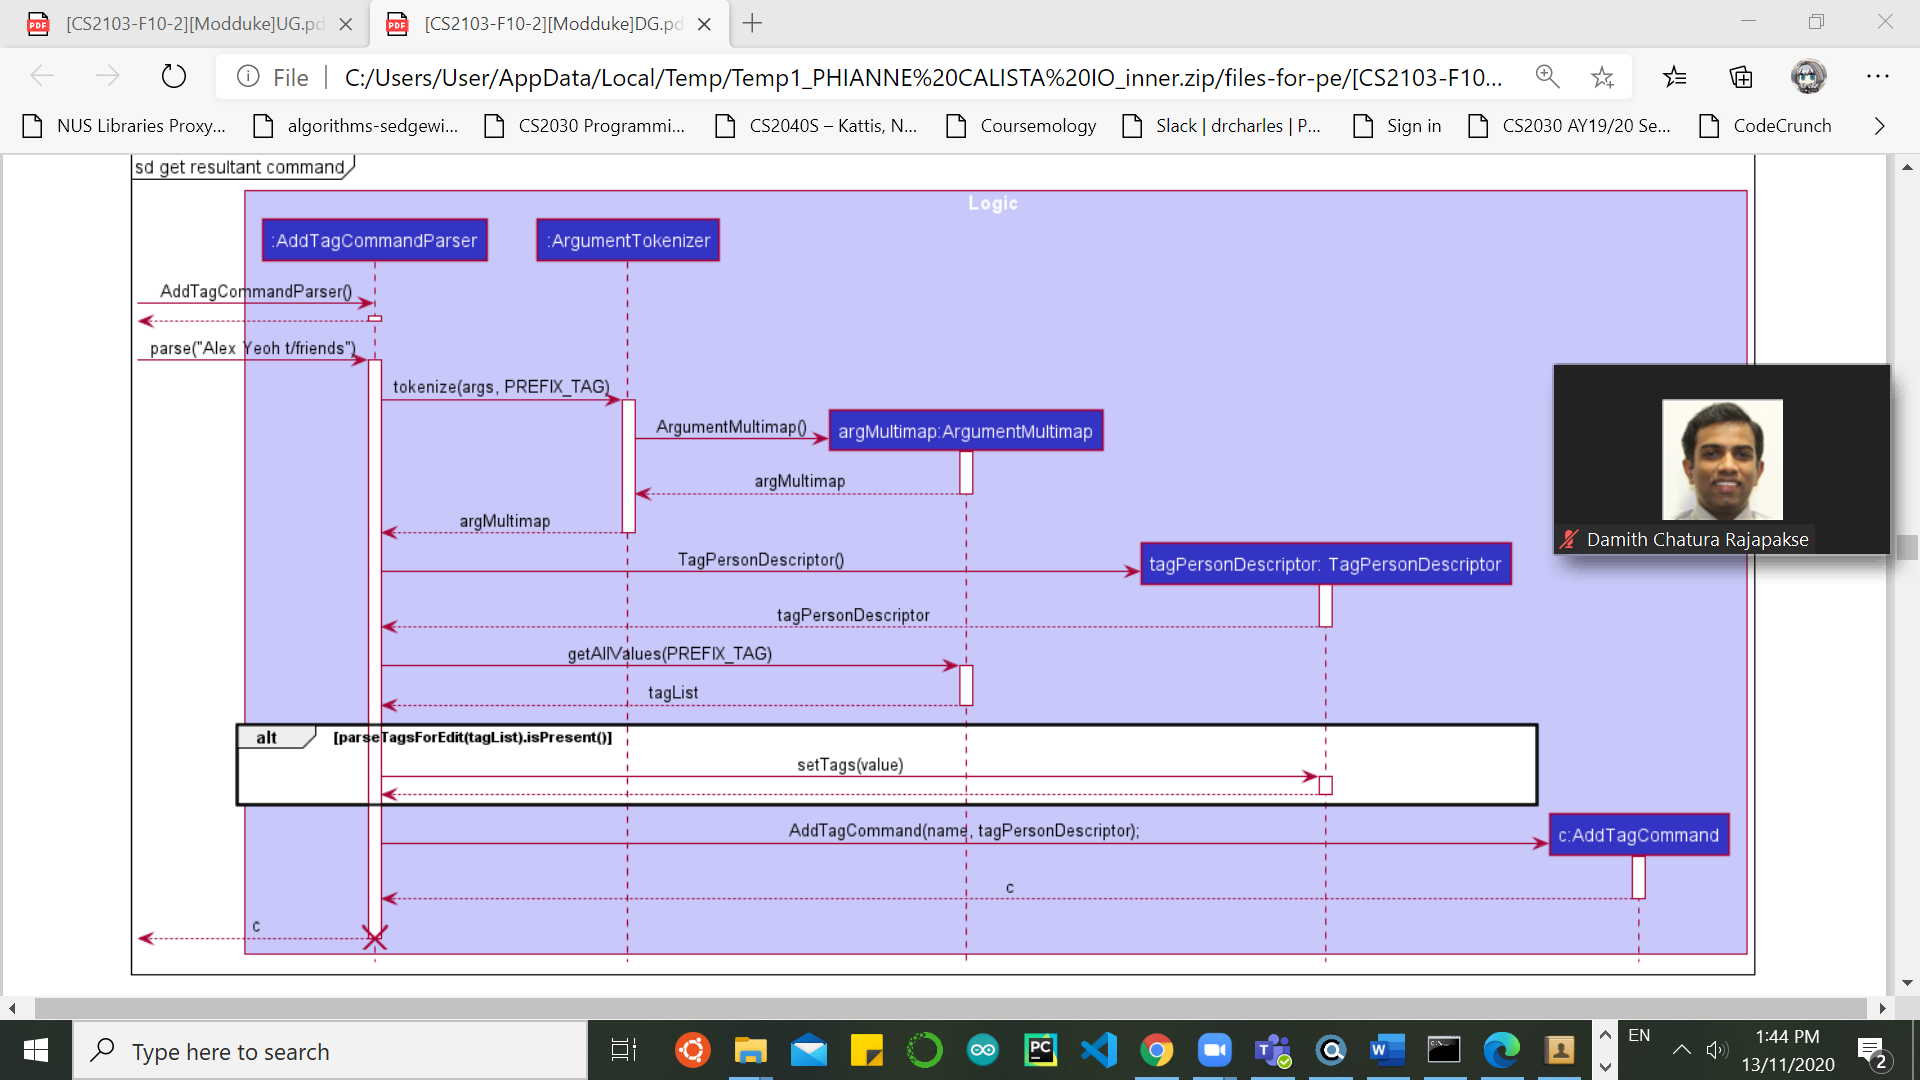 [CS2103-F10-2][Modduke]UG.pd
[CS2103-F10-2][Modduke]DG.pd
File
C:/Users/User/AppData/Local/Temp/Temp1_PHIANNE%20CALISTA%20IO_inner.zip/files-for-pe/[CS2103-F10...
NUS Libraries Proxy...
algorithms-sedgewi...
CS2030 Programmi...
CS2040S – Kattis, N...
Coursemology
Slack | drcharles | P...
Sign in
CS2030 AY19/20 Se...
CodeCrunch
sd get resultant command
Logic
:AddTagCommandParser
:ArgumentTokenizer
AddTagCommandParser()
parse("Alex Yeoh t/friends")
tokenize(args, PREFIX_TAG)
ArgumentMultimap()
argMultimap:ArgumentMultimap
argMultimap
argMultimap
TagPersonDescriptor()
tagPersonDescriptor: TagPersonDescriptor
tagPersonDescriptor
getAllValues(PREFIX_TAG)
tagList
alt
[parseTagsForEdit(tagList).isPresent()]
setTags(value)
AddTagCommand(name, tagPersonDescriptor);
c:AddTagCommand
c
c
Damith Chatura Rajapakse
Type here to search
EN
1:44 PM
13/11/2020
2